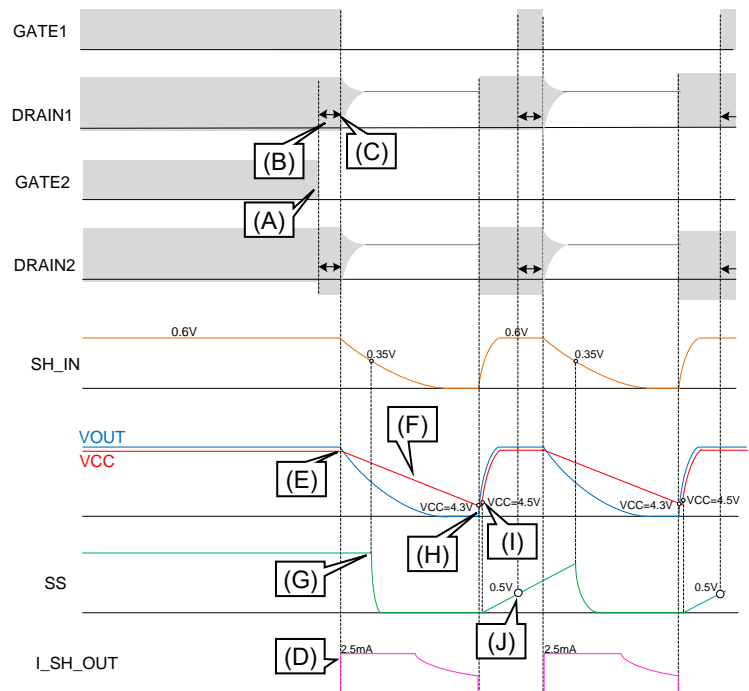 GATE1
DRAIN1
(B)
(C)
GATE2
(A)
DRAIN2
0.6V
0.6V
0.35V
0.35V
SH_IN
VOUT
(F)
VCC
(E)
VCC=4.3V
VCC=4.5V
VCC=4.3V
VCC=4.5V
(H)
(I)
(G)
SS
0.5V
0.5V
(J)
(D)
2.5mA
2.5mA
I_SH_OUT